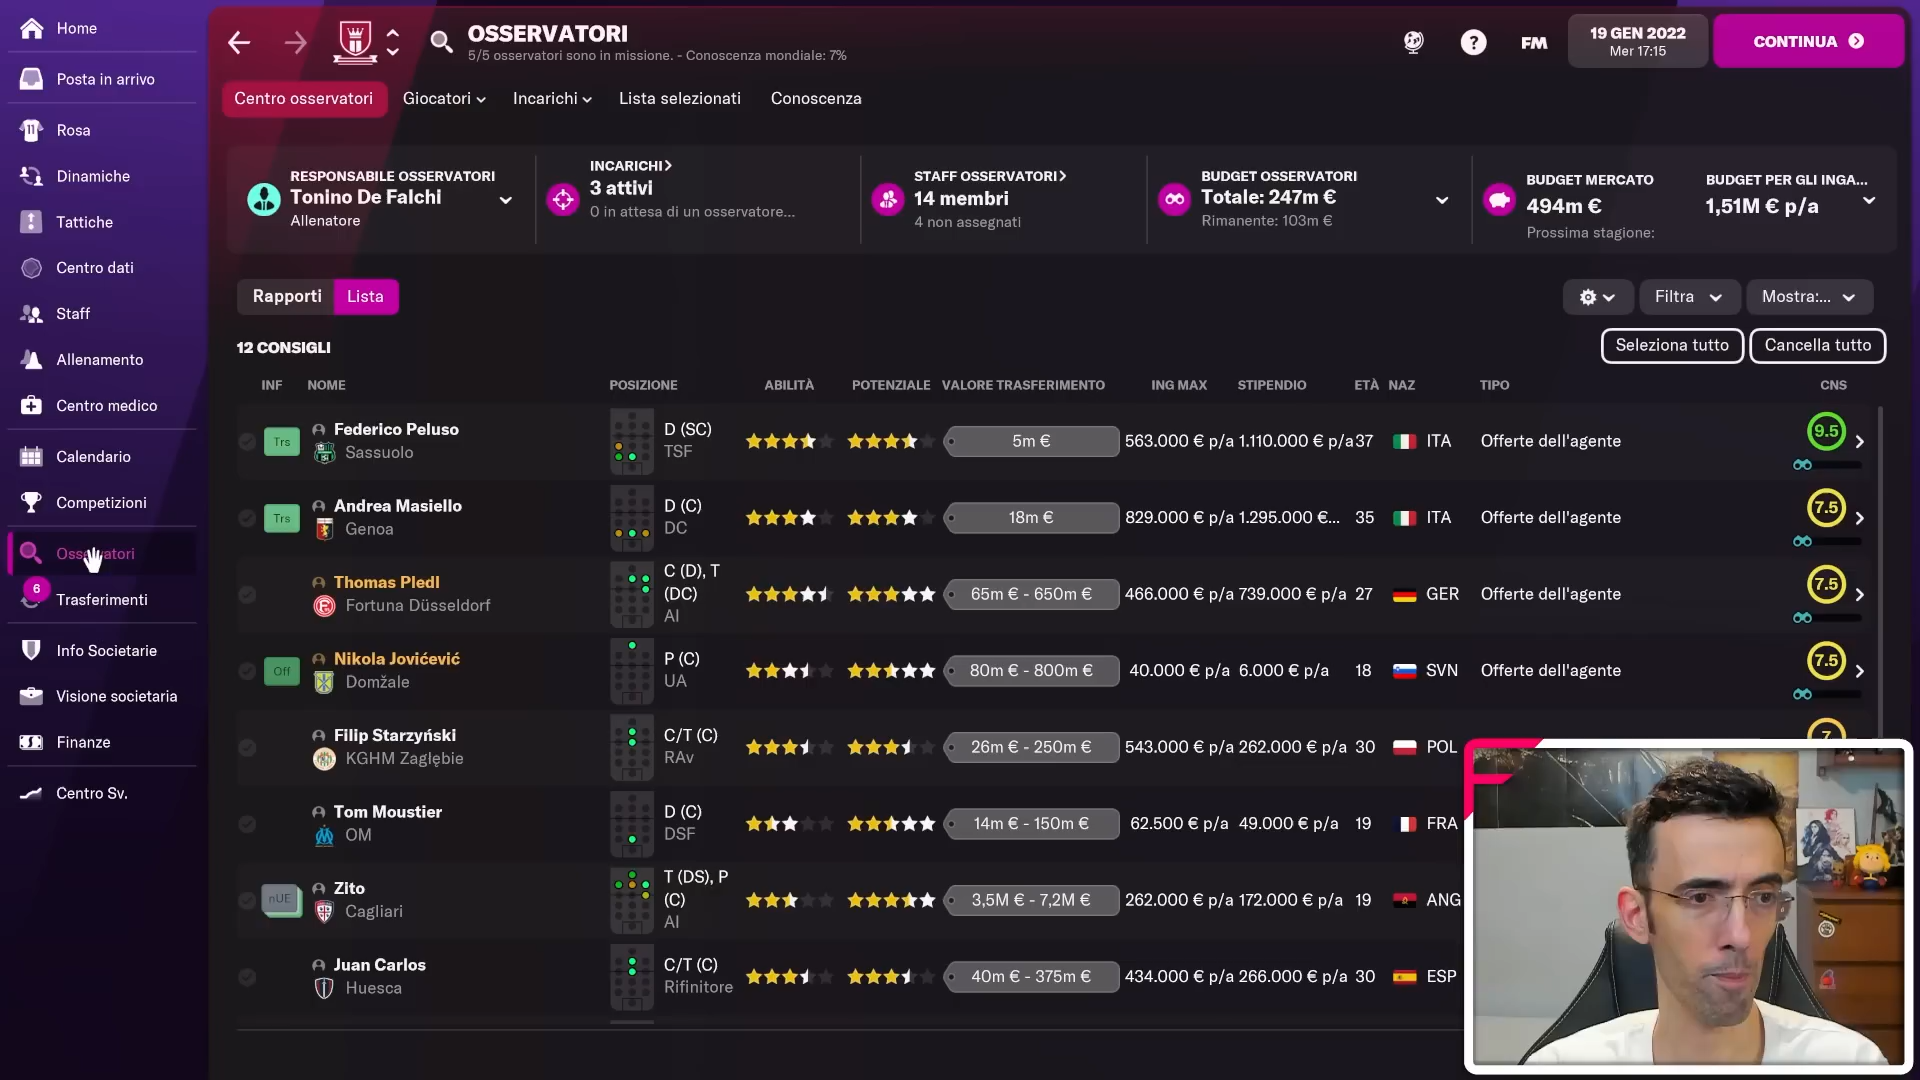 Home
Posta in arrivo
Rosa
Dinamiche
Tattiche
Centro dati
Staff
Allenamento
Centro medico
Calendario
Competizioni
Osservatori
6
Trasferimenti
Info Societarie
Visione societaria
Finanze
Centro Sv.
OSSERVATORI
5/5 osservatori sono in missione. - Conoscenza mondiale: 7%
?
FM
19 GEN 2022
Mer 17:15
CONTINUA
Centro osservatori
Giocatori
Incarichi
Lista selezionati
Conoscenza
RESPONSABILE OSSERVATORI
Tonino De Falchi
Allenatore
INCARICHI
3 attivi
0 in attesa di un osservatore...
STAFF OSSERVATORI
14 membri
4 non assegnati
BUDGET OSSERVATORI
Totale: 247m €
Rimanente: 103m €
BUDGET MERCATO
494m €
Prossima stagione:
BUDGET PER GLI INGA...
1,51M € p/a
Rapporti
Lista
Filtra
Mostra:...
12 CONSIGLI
Seleziona tutto
Cancella tutto
INF NOME POSIZIONE ABILITÀ POTENZIALE VALORE TRASFERIMENTO ING MAX STIPENDIO ETÀ NAZ TIPO CNS
Trs Federico Peluso D (SC) 5m € 563.000 € p/a 1.110.000 € p/a 37 ITA Offerte dell'agente 9.5
Sassuolo TSF
Trs Andrea Masiello D (C) 18m € 829.000 € p/a 1.295.000 €... 35 ITA Offerte dell'agente 7.5
Genoa DC
Thomas Pledl C (D), T (DC) 65m € - 650m € 466.000 € p/a 739.000 € p/a 27 GER Offerte dell'agente 7.5
Fortuna Düsseldorf AI
Off Nikola Jovićević P (C) 80m € - 800m € 40.000 € p/a 6.000 € p/a 18 SVN Offerte dell'agente 7.5
Domžale UA
Filip Starzyński C/T (C) 26m € - 250m € 543.000 € p/a 262.000 € p/a 30 POL 7
KGHM Zagłębie RAv
Tom Moustier D (C) 14m € - 150m € 62.500 € p/a 49.000 € p/a 19 FRA
OM DSF
nUE Zito T (DS), P (C) 3,5M € - 7,2M € 262.000 € p/a 172.000 € p/a 19 ANG
Cagliari AI
Juan Carlos C/T (C) 40m € - 375m € 434.000 € p/a 266.000 € p/a 30 ESP
Huesca Rifinitore